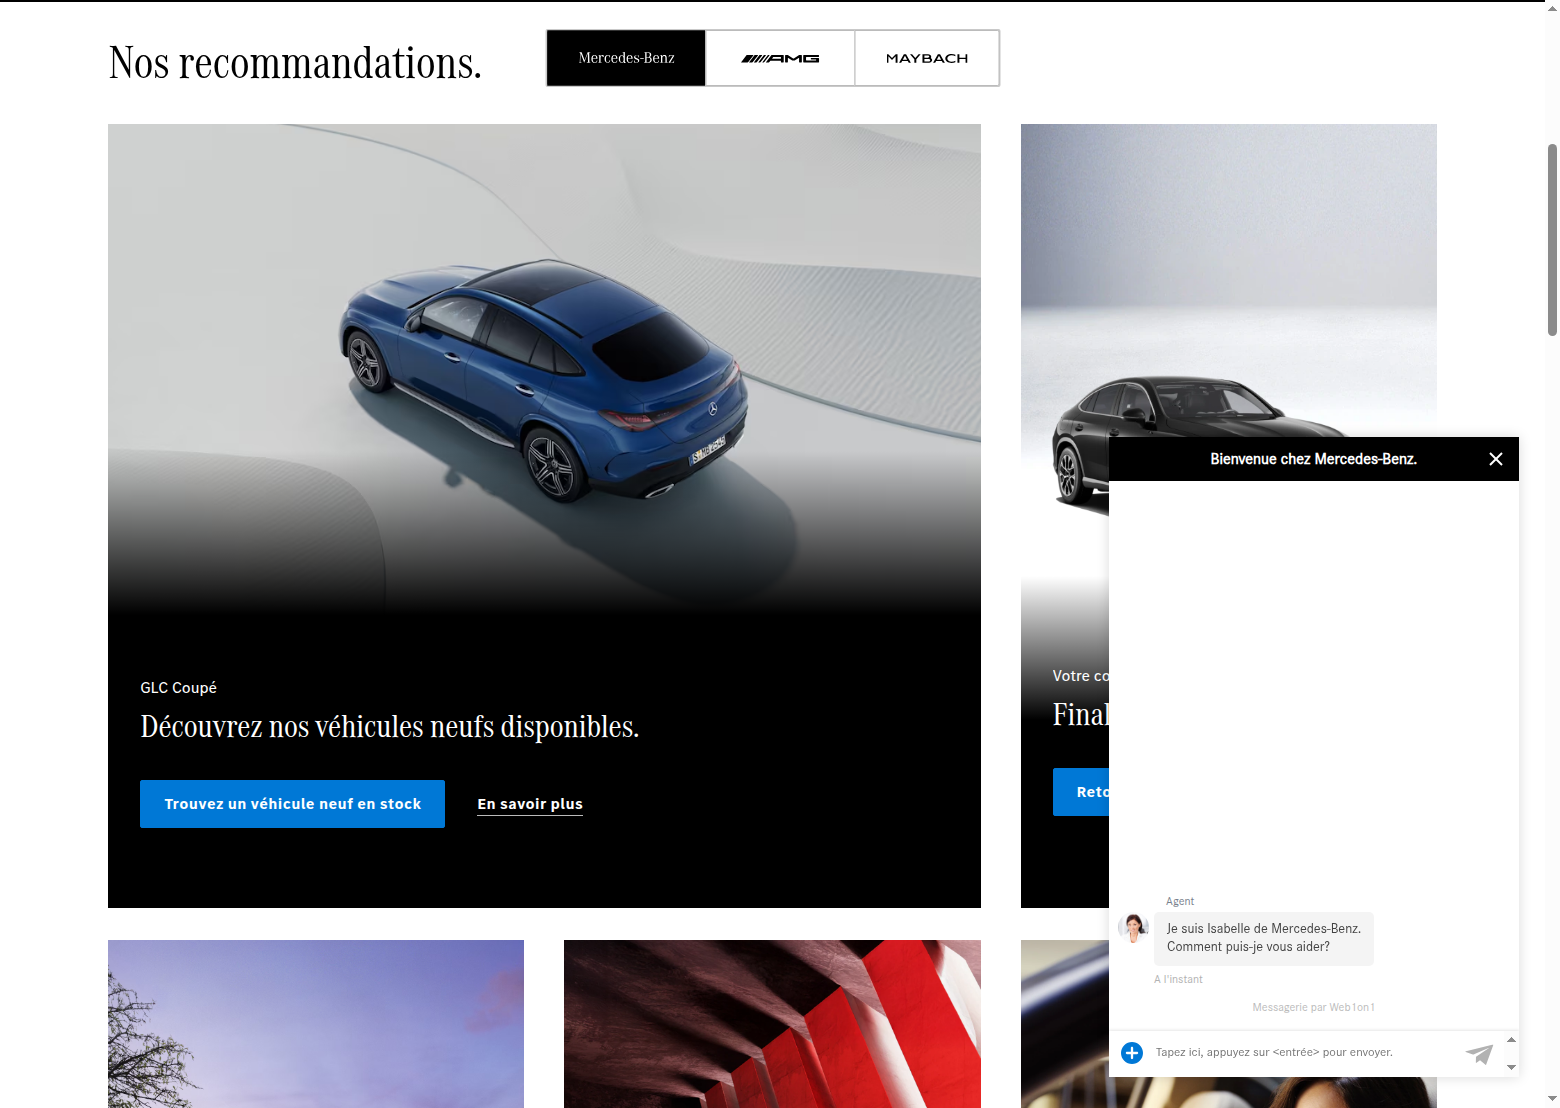 Nos recommandations.
Mercedes-Benz
AMG
MAYBACH
GLC Coupé
Découvrez nos véhicules neufs disponibles.
Trouvez un véhicule neuf en stock
En savoir plus
Votre co
Final
Reto
Bienvenue chez Mercedes-Benz.
Agent
Je suis Isabelle de Mercedes-Benz.
Comment puis-je vous aider?
A l'instant
Messagerie par Web1on1
Tapez ici, appuyez sur <entrée> pour envoyer.